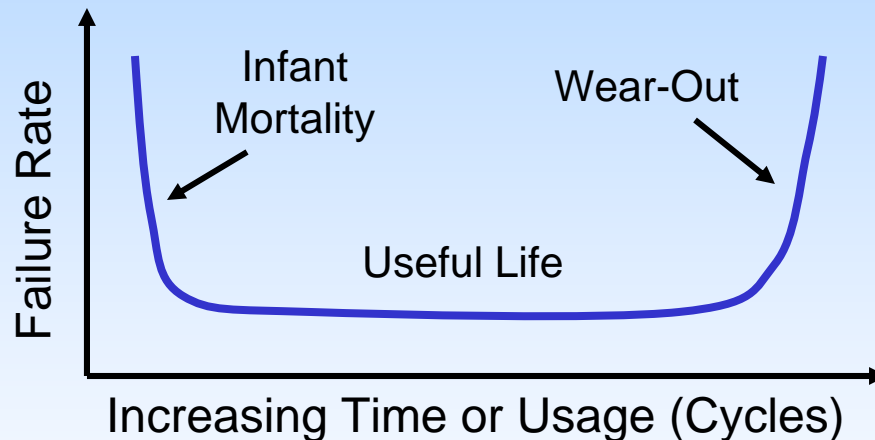 Infant
Mortality
Wear-Out
Failure Rate
Useful Life
Increasing Time or Usage (Cycles)